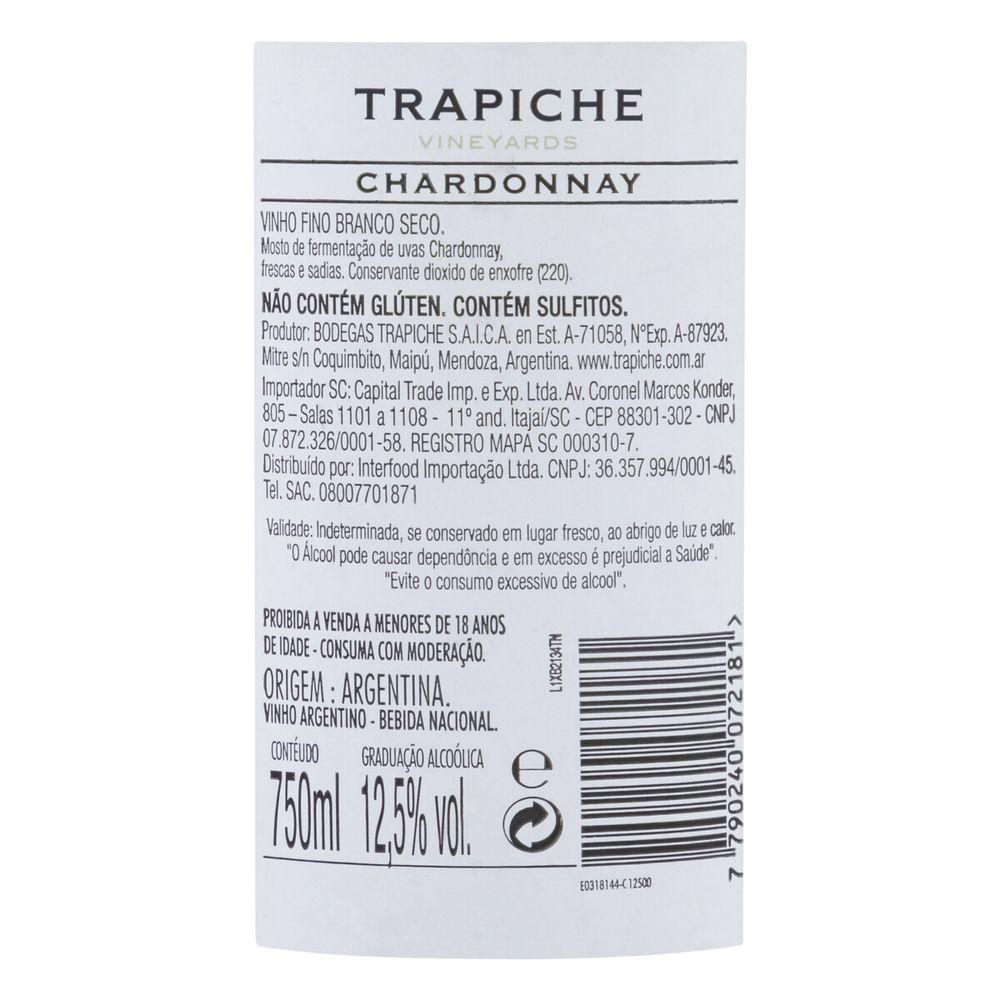 TRAPICHE
VINEYARDS
CHARDONNAY
VINHO FINO BRANCO SECO.
Mosto de fermentação de uvas Chardonnay,
frescas e sadias. Conservante dioxido de enxofre (220).
NÃO CONTÉM GLÚTEN. CONTÉM SULFITOS.
Produtor: BODEGAS TRAPICHE S.A.I.C.A. en Est. A-71058, N°Exp. A-87923.
Mitre s/n Coquimbito, Maipú, Mendoza, Argentina. www.trapiche.com.ar
Importador SC: Capital Trade Imp. e Exp. Ltda. Av. Coronel Marcos Konder,
805 – Salas 1101 a 1108 - 11º and. Itajaí/SC - CEP 88301-302 - CNPJ
07.872.326/0001-58. REGISTRO MAPA SC 000310-7.
Distribuído por: Interfood Importação Ltda. CNPJ: 36.357.994/0001-45.
Tel. SAC. 08007701871
Validade: Indeterminada, se conservado em lugar fresco, ao abrigo de luz e calor.
"O Álcool pode causar dependência e em excesso é prejudicial a Saúde".
"Evite o consumo excessivo de alcool".
PROIBIDA A VENDA A MENORES DE 18 ANOS
DE IDADE - CONSUMA COM MODERAÇÃO.
ORIGEM : ARGENTINA.
VINHO ARGENTINO - BEBIDA NACIONAL.
CONTÉUDO
750ml
GRADUAÇÃO ALCOÓLICA
12,5% vol.
e
L1XB2134TN
7 790240 072181 >
E0318144-C12500